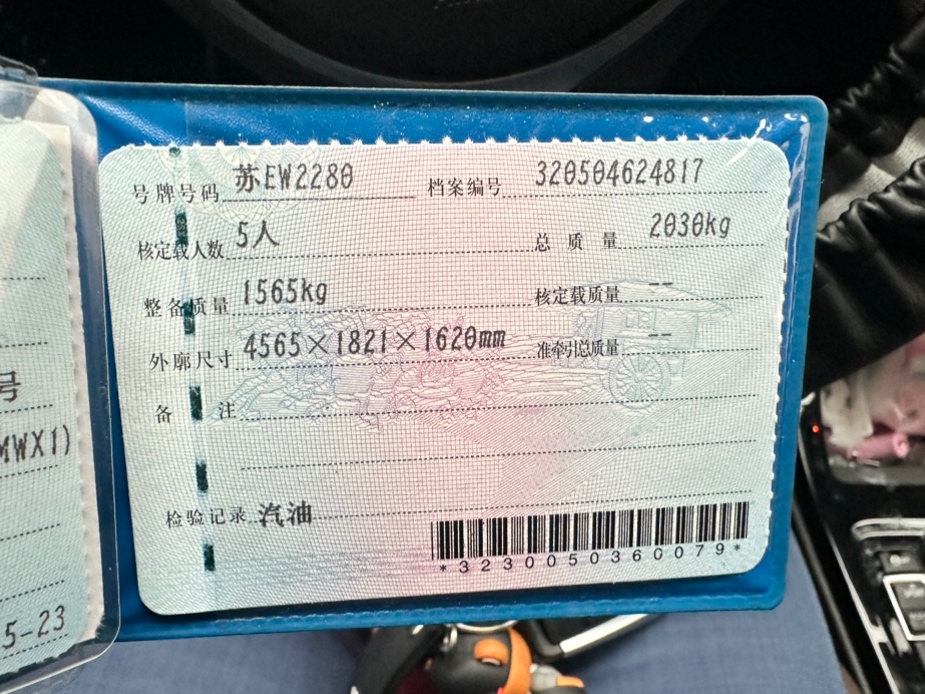 号牌号码 苏EW2280 档案编号 320504624817
核定载人数 5人 总质量 2030kg
整备质量 1565kg 核定载质量 --
外廓尺寸 4565×1821×1620mm 准牵引总质量 --
备注
检验记录 汽油
*3230050360079*
号
MWX1)
5-23